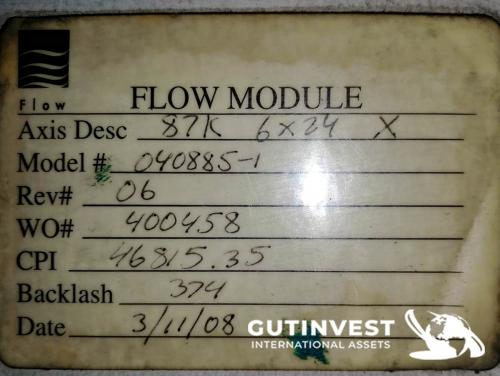 Flow
FLOW MODULE
Axis Desc 87K 6x24 X
Model # 040885-1
Rev# 06
WO# 400458
CPI 46815.35
Backlash 374
Date 3/11/08
GUTINVEST
INTERNATIONAL ASSETS